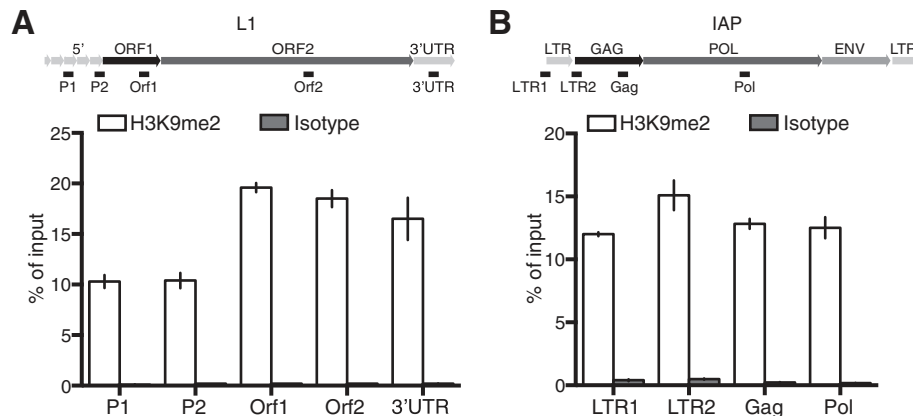 A
L1
5' ORF1 ORF2 3'UTR
P1 P2 Orf1 Orf2 3'UTR
H3K9me2 Isotype
% of input
25
20
15
10
5
0
P1 P2 Orf1 Orf2 3'UTR
B
IAP
LTR GAG POL ENV LTR
LTR1 LTR2 Gag Pol
H3K9me2 Isotype
% of input
20
15
10
5
0
LTR1 LTR2 Gag Pol